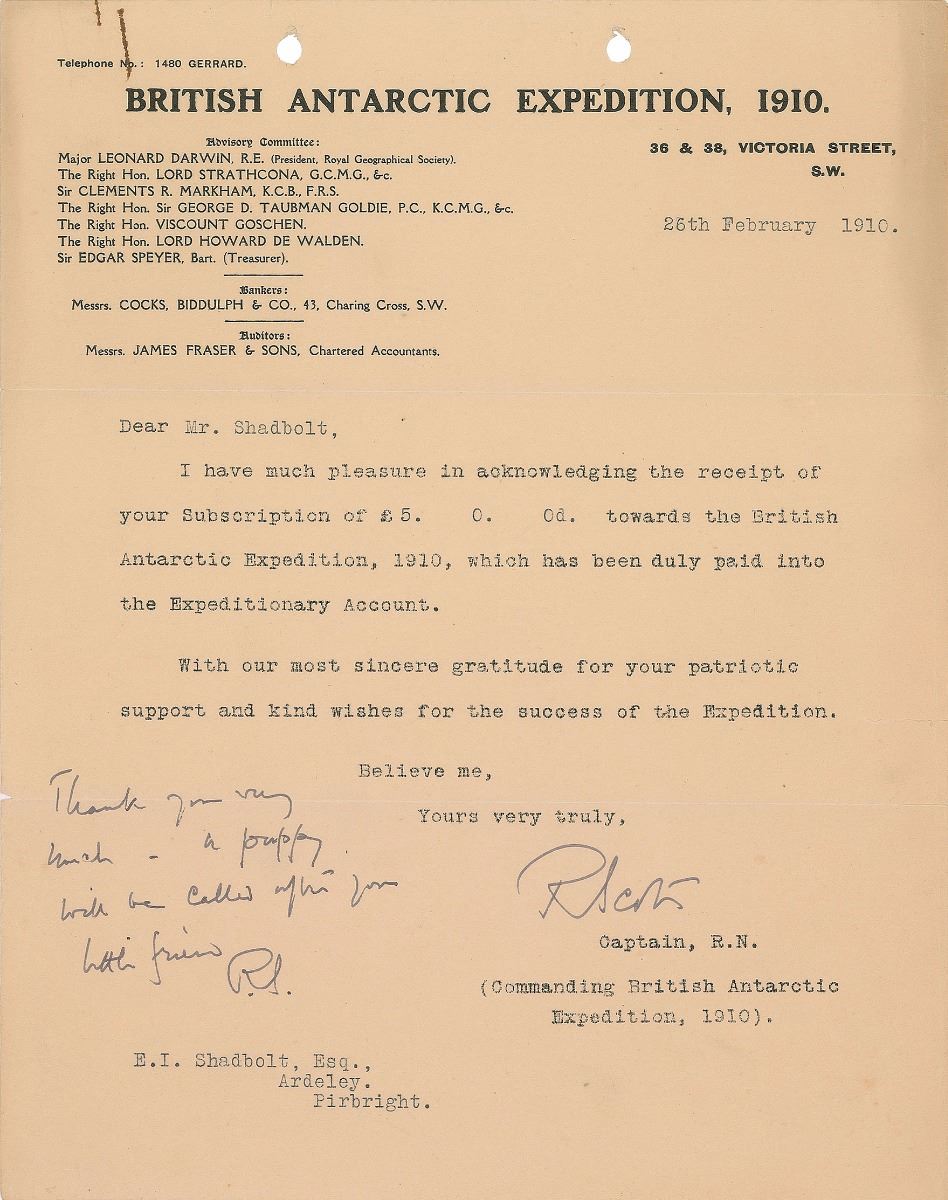 Telephone No.: 1480 GERRARD.
BRITISH ANTARCTIC EXPEDITION, 1910.
Advisory Committee:
Major LEONARD DARWIN, R.E. (President, Royal Geographical Society).
The Right Hon. LORD STRATHCONA, G.C.M.G., &c.
Sir CLEMENTS R. MARKHAM, K.C.B., F.R.S.
The Right Hon. Sir GEORGE D. TAUBMAN GOLDIE, P.C., K.C.M.G., &c.
The Right Hon. VISCOUNT GOSCHEN.
The Right Hon. LORD HOWARD DE WALDEN.
Sir EDGAR SPEYER, Bart. (Treasurer).
Bankers:
Messrs. COCKS, BIDDULPH & CO., 43, Charing Cross, S.W.
Auditors:
Messrs. JAMES FRASER & SONS, Chartered Accountants.
36 & 38, VICTORIA STREET,
S.W.
26th February 1910.
Dear Mr. Shadbolt,
I have much pleasure in acknowledging the receipt of
your Subscription of £5. 0. 0d. towards the British
Antarctic Expedition, 1910, which has been duly paid into
the Expeditionary Account.
With our most sincere gratitude for your patriotic
support and kind wishes for the success of the Expedition.
Believe me,
Yours very truly,
RScott
Captain, R.N.
(Commanding British Antarctic
Expedition, 1910).
Thank you very
much - a puppy
will be called after your
little friend
R.S.
E.I. Shadbolt, Esq.,
Ardeley.
Pirbright.